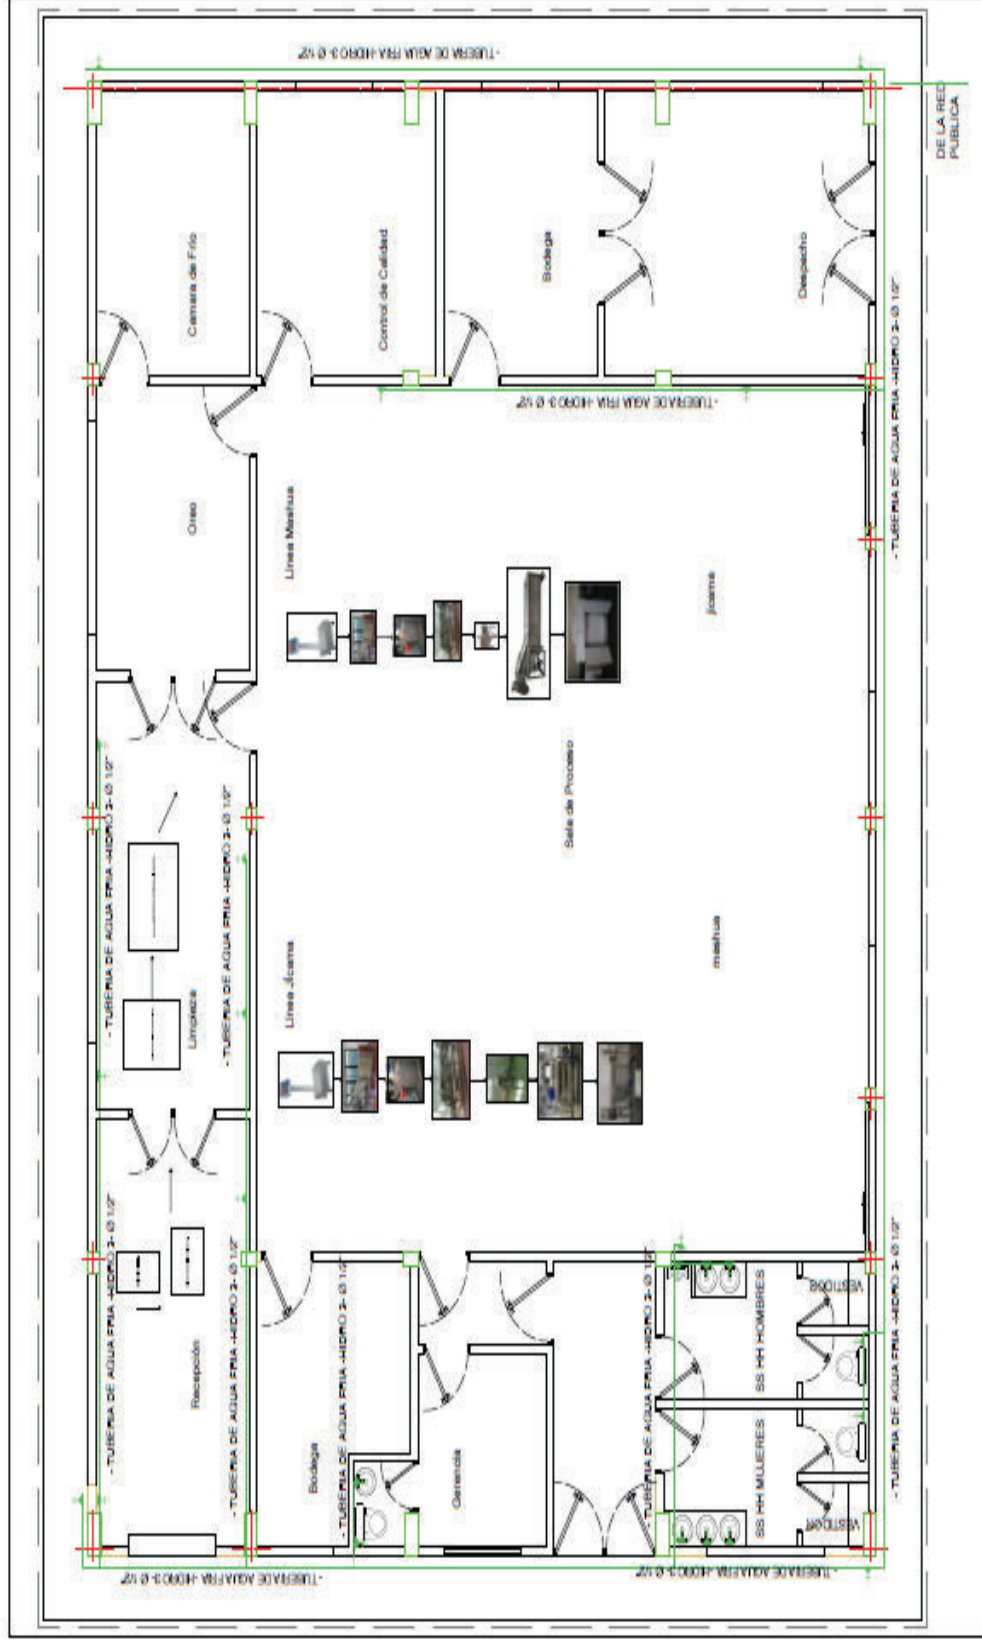 - TUBERIA DE AGUA FRIA -HIDRO 3- Ø 1/2"
DE LA RED
PUBLICA
Camara de Frio
Control de Calidad
Bodega
Despacho
- TUBERIA DE AGUA FRIA -HIDRO 3- Ø 1/2"
- TUBERIA DE AGUA FRIA -HIDRO 3- Ø 1/2"
Oreo
Linea Mashua
jicama
Sala de Proceso
- TUBERIA DE AGUA FRIA -HIDRO 3- Ø 1/2"
- TUBERIA DE AGUA FRIA -HIDRO 3- Ø 1/2"
Limpieza
Linea Jicama
mashua
- TUBERIA DE AGUA FRIA -HIDRO 3- Ø 1/2"
- TUBERIA DE AGUA FRIA -HIDRO 3- Ø 1/2"
Recepción
Bodega
- TUBERIA DE AGUA FRIA -HIDRO 3- Ø 1/2"
Gerencia
- TUBERIA DE AGUA FRIA -HIDRO 3- Ø 1/2"
SS HH HOMBRES
VESTIDOR
SS HH MUJERES
VESTIDOR
- TUBERIA DE AGUA FRIA -HIDRO 3- Ø 1/2"
- TUBERIA DE AGUA FRIA -HIDRO 3- Ø 1/2"
- TUBERIA DE AGUA FRIA -HIDRO 3- Ø 1/2"